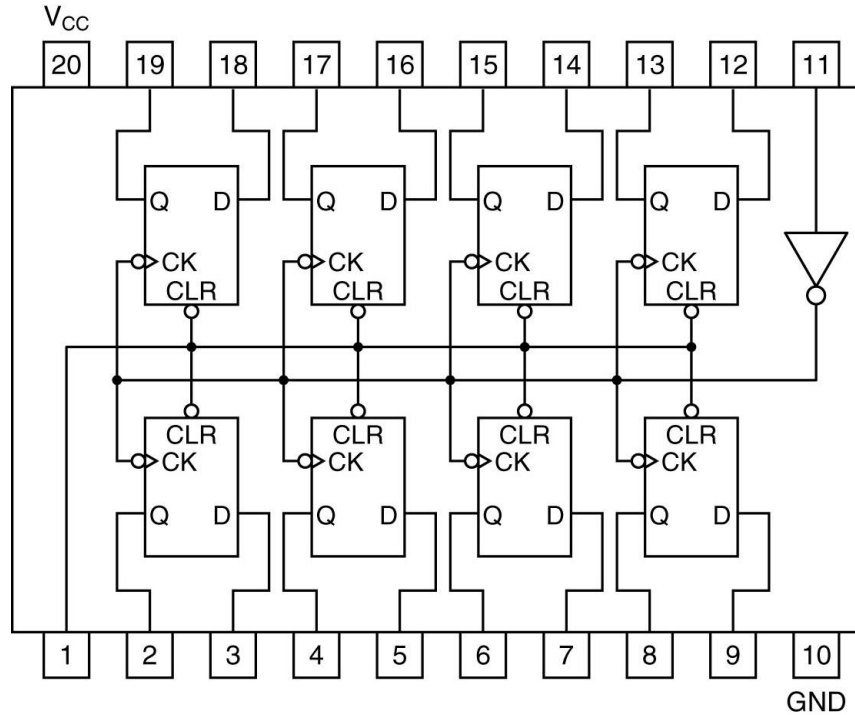 VCC
20 19 18 17 16 15 14 13 12 11
Q D Q D Q D Q D
CK CK CK CK
CLR CLR CLR CLR
CLR CLR CLR CLR
CK CK CK CK
Q D Q D Q D Q D
1 2 3 4 5 6 7 8 9 10
GND